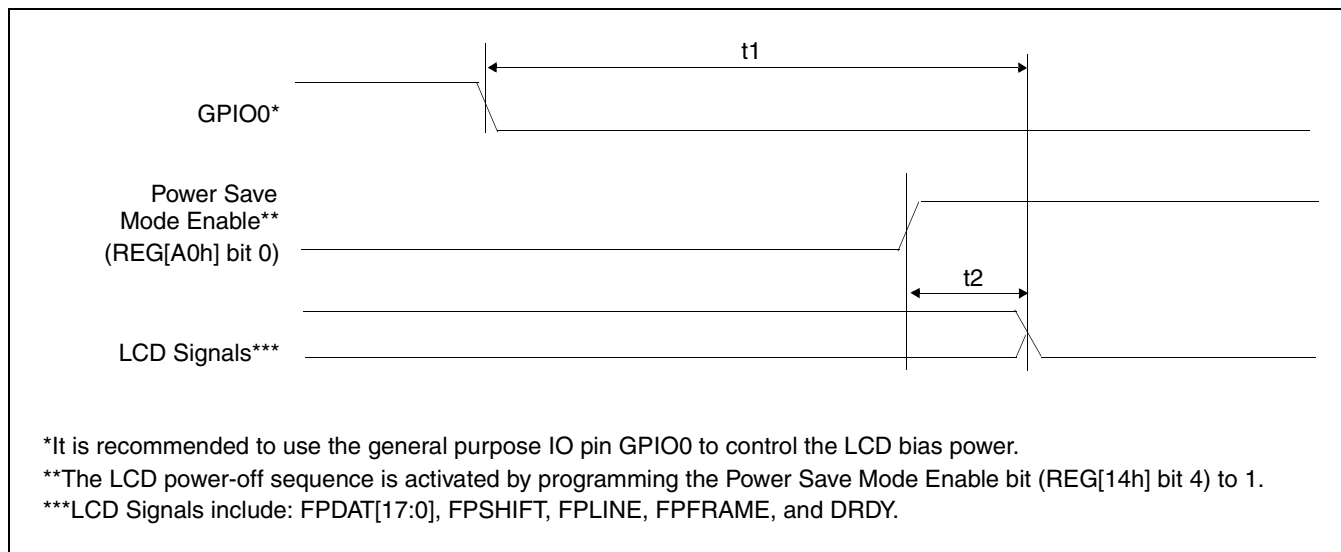 t1
GPIO0*
Power Save
Mode Enable**
(REG[A0h] bit 0)
t2
LCD Signals***
*It is recommended to use the general purpose IO pin GPIO0 to control the LCD bias power.
**The LCD power-off sequence is activated by programming the Power Save Mode Enable bit (REG[14h] bit 4) to 1.
***LCD Signals include: FPDAT[17:0], FPSHIFT, FPLINE, FPFRAME, and DRDY.